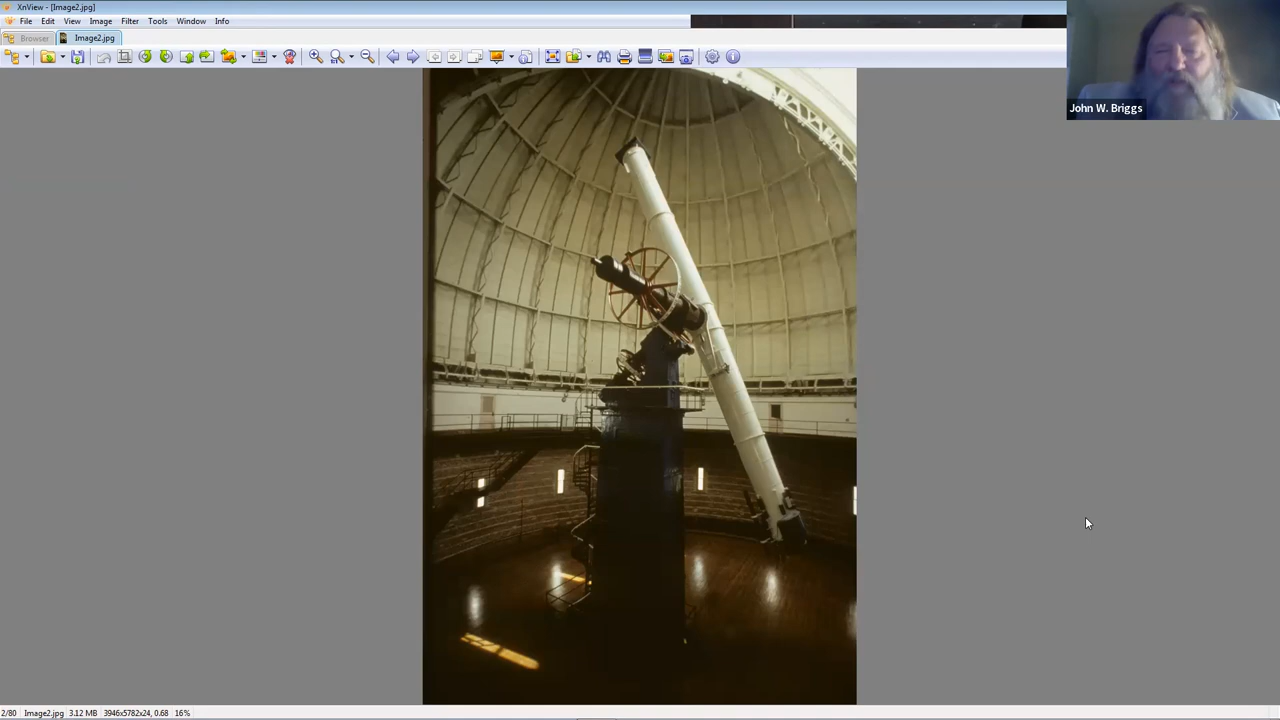 XnView - [Image2.jpg]
File Edit View Image Filter Tools Window Info
Browser Image2.jpg
John W. Briggs
2/80 Image2.jpg 3.12 MB 3946x5782x24, 0.68 16%